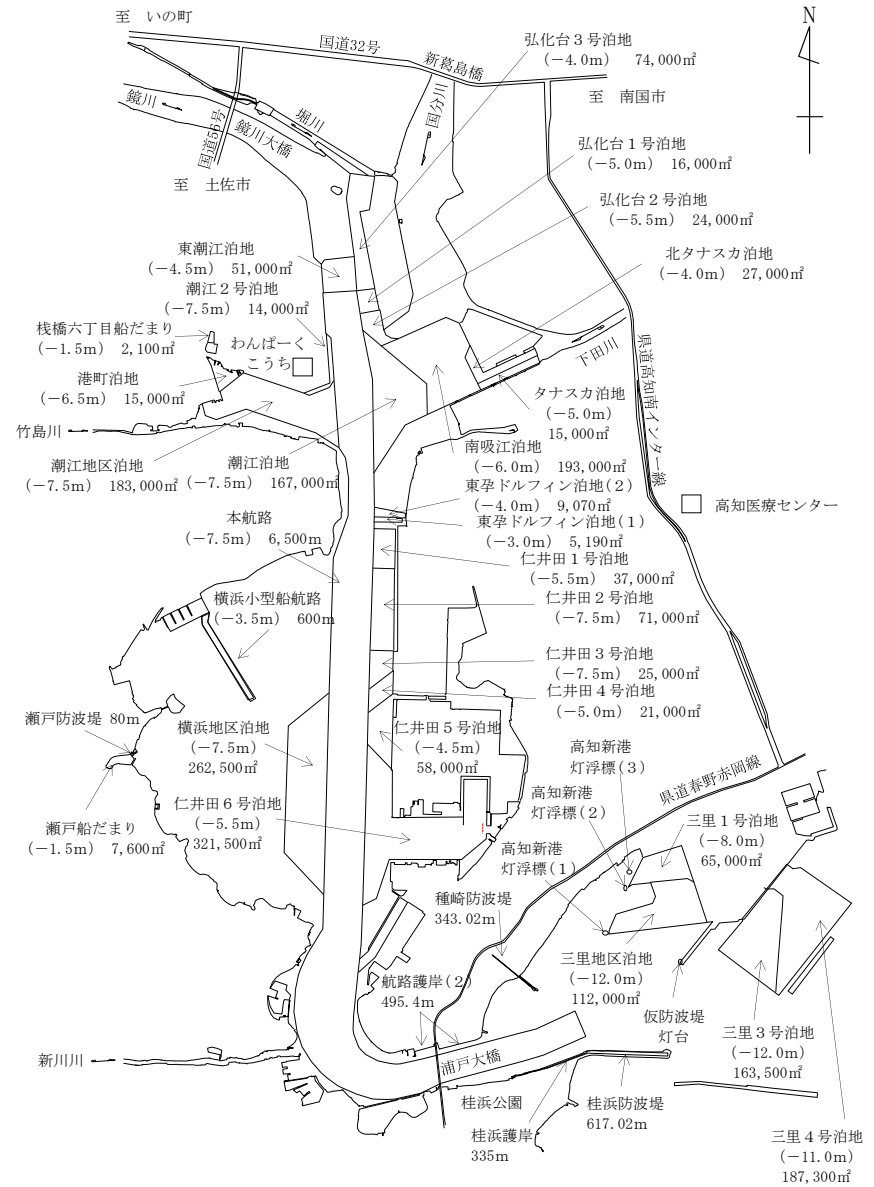 至　いの町
国道32号
新葛島橋
弘化台３号泊地
(－4.0m)　74,000㎡
N
至　南国市
鏡川
堀川
国分川
国道56号
鏡川大橋
弘化台１号泊地
(－5.0m)　16,000㎡
至　土佐市
弘化台２号泊地
(－5.5m)　24,000㎡
東潮江泊地
(－4.5m)　51,000㎡
北タナスカ泊地
(－4.0m)　27,000㎡
潮江２号泊地
(－7.5m)　14,000㎡
桟橋六丁目船だまり
(－1.5m)　2,100㎡
わんぱーく
こうち
下田川
県道高知南インター線
港町泊地
(－6.5m)　15,000㎡
タナスカ泊地
(－5.0m)
15,000㎡
竹島川
潮江地区泊地
(－7.5m)　183,000㎡
潮江泊地
(－7.5m)　167,000㎡
南吸江泊地
(－6.0m)　193,000㎡
東孕ドルフィン泊地(２)
(－4.0m)　9,070㎡
東孕ドルフィン泊地(１)
(－3.0m)　5,190㎡
高知医療センター
本航路
(－7.5m)　6,500m
仁井田１号泊地
(－5.5m)　37,000㎡
横浜小型船航路
(－3.5m)　600m
仁井田２号泊地
(－7.5m)　71,000㎡
仁井田３号泊地
(－7.5m)　25,000㎡
仁井田４号泊地
(－5.0m)　21,000㎡
瀬戸防波堤 80m
横浜地区泊地
(－7.5m)
262,500㎡
仁井田５号泊地
(－4.5m)
58,000㎡
高知新港
灯浮標(３)
県道春野赤岡線
高知新港
灯浮標(２)
仁井田６号泊地
(－5.5m)
321,500㎡
瀬戸船だまり
(－1.5m)　7,600㎡
三里１号泊地
(－8.0m)
65,000㎡
高知新港
灯浮標(１)
種崎防波堤
343.02m
三里地区泊地
(－12.0m)
112,000㎡
航路護岸(２)
495.4m
仮防波堤
灯台
三里３号泊地
(－12.0m)
163,500㎡
新川川
浦戸大橋
桂浜公園
桂浜防波堤
617.02m
桂浜護岸
335m
三里４号泊地
(－11.0m)
187,300㎡